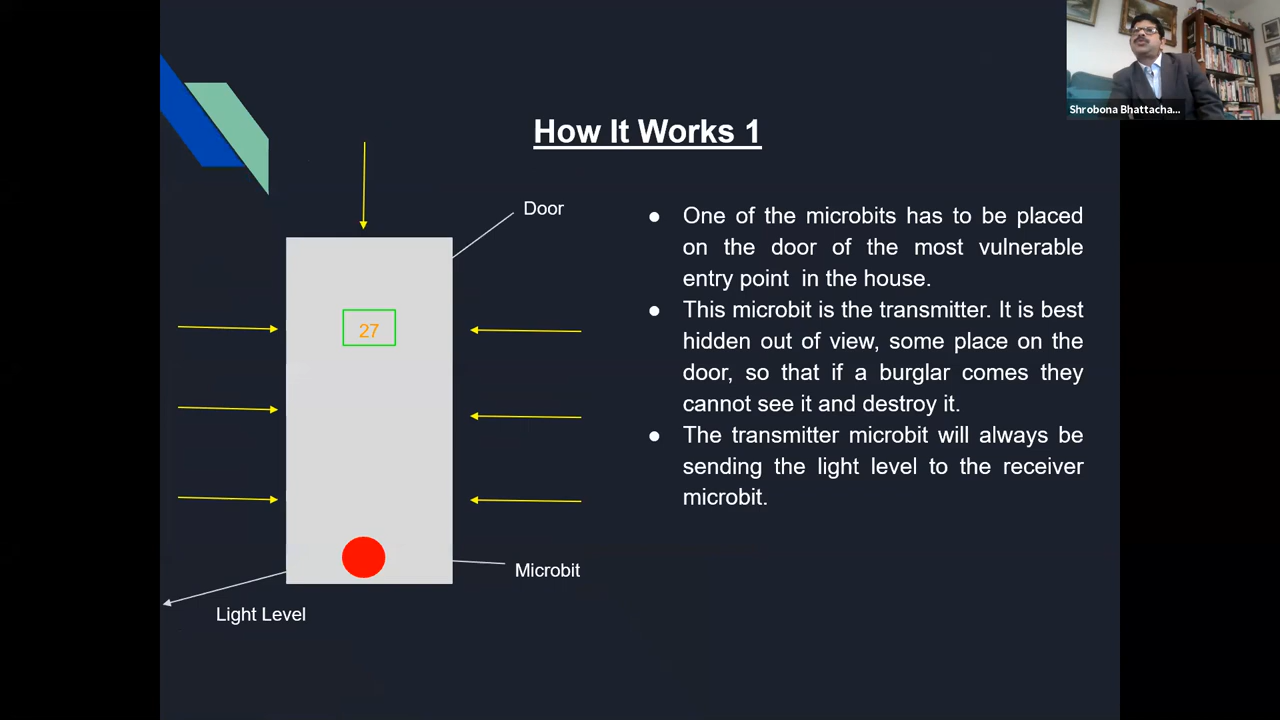 Shrobona Bhattacha...
How It Works 1
Door
27
Microbit
Light Level
● One of the microbits has to be placed
on the door of the most vulnerable
entry point in the house.
● This microbit is the transmitter. It is best
hidden out of view, some place on the
door, so that if a burglar comes they
cannot see it and destroy it.
● The transmitter microbit will always be
sending the light level to the receiver
microbit.